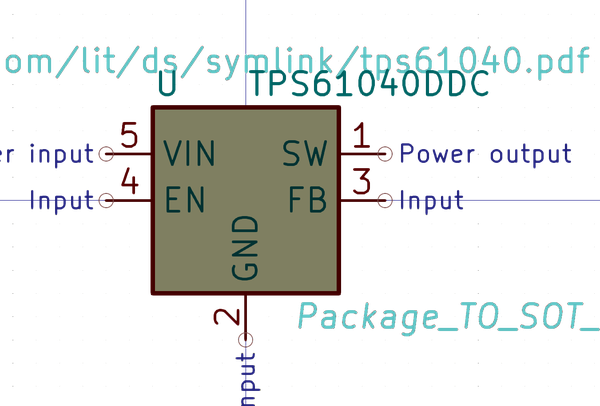 om/lit/ds/symlink/tps61040.pdf
U TPS61040DDC
er input 5 VIN SW 1 Power output
Input 4 EN FB 3 Input
GND
2
Package_TO_SOT_
nput